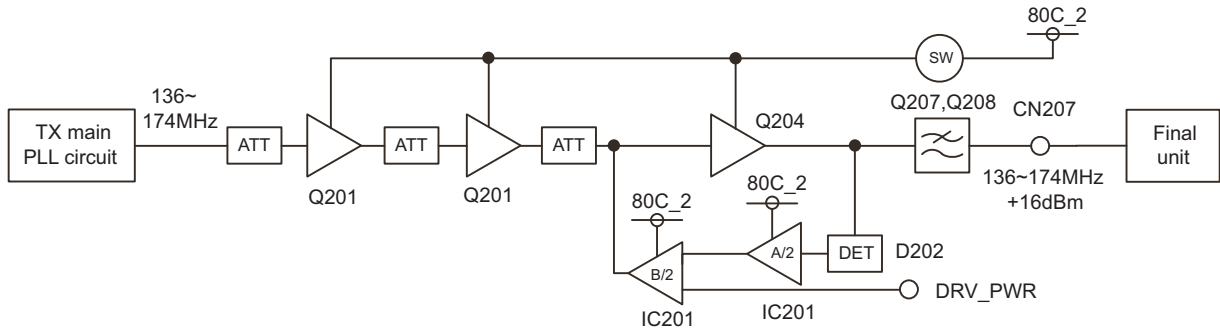 80C_2
SW
136~
174MHz
Q207,Q208
CN207
TX main
PLL circuit
ATT
ATT
ATT
Q204
Final
unit
Q201
Q201
136~174MHz
+16dBm
80C_2
80C_2
B/2
A/2
DET
D202
IC201
IC201
DRV_PWR